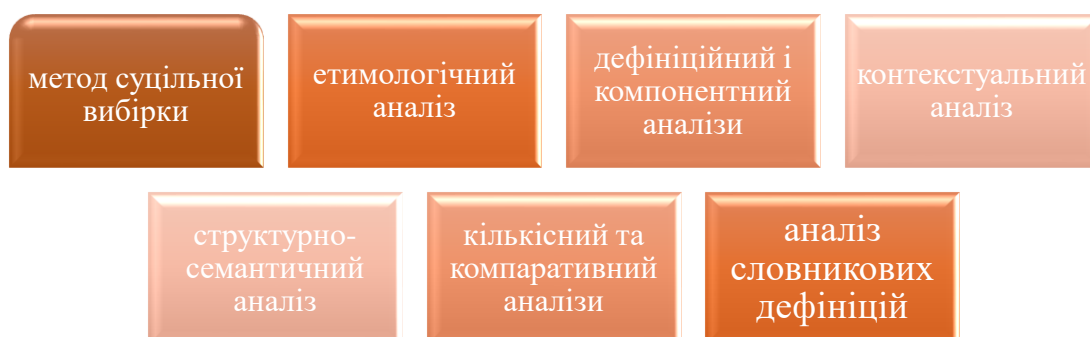 метод суцільної
вибірки
етимологічний
аналіз
дефініційний і
компонентний
аналізи
контекстуальний
аналіз
структурно-
семантичний
аналіз
кількісний та
компаративний
аналізи
аналіз
словникових
дефініцій